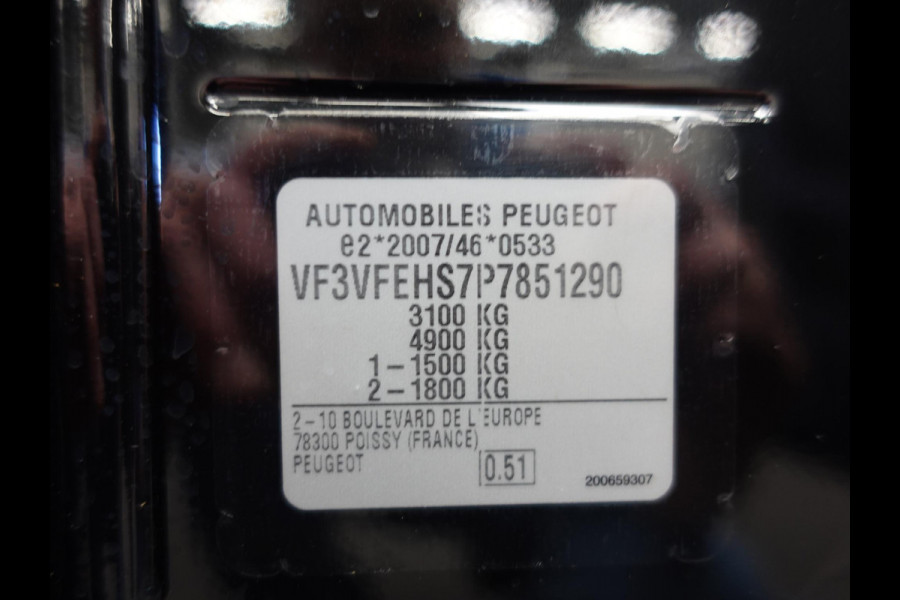 AUTOMOBILES PEUGEOT
e2*2007/46*0533
VF3VFEHS7P7851290
3100 KG
4900 KG
1-1500 KG
2-1800 KG
2-10 BOULEVARD DE L'EUROPE
78300 POISSY (FRANCE)
PEUGEOT
0.51
200659307